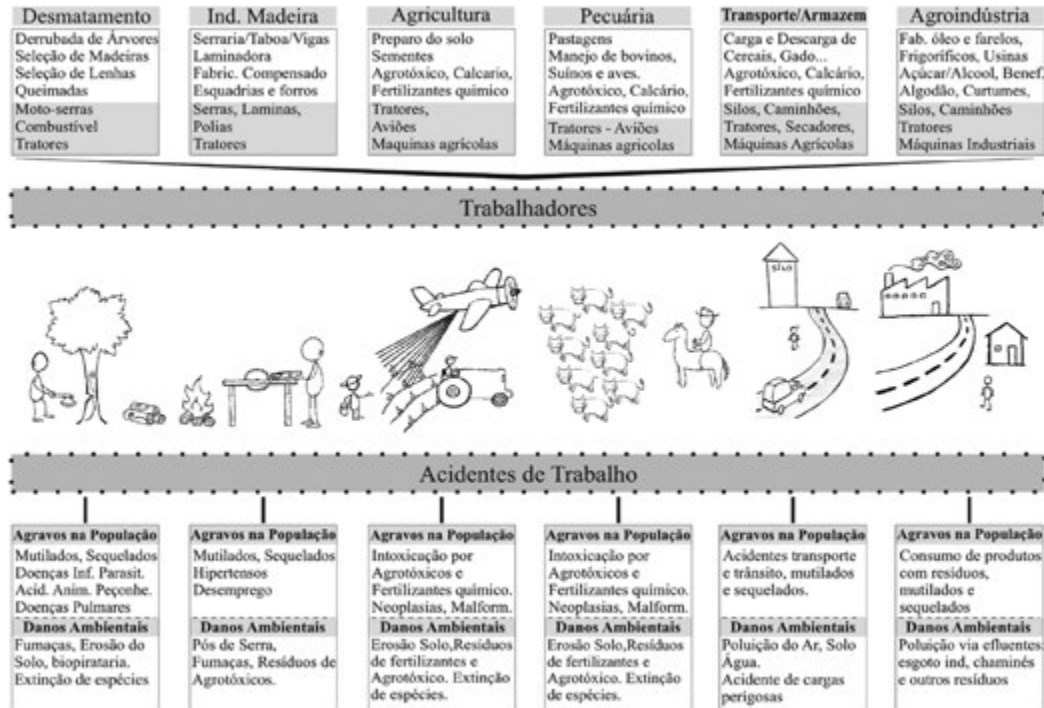 Desmatamento
Derrubada de Árvores
Seleção de Madeiras
Seleção de Lenhas
Queimadas
Moto-serras
Combustível
Tratores
Ind. Madeira
Serraria/Taboa/Vigas
Laminadora
Fabric. Compensado
Esquadrias e forros
Serras, Laminas,
Polias
Tratores
Agricultura
Preparo do solo
Sementes
Agrotóxico, Calcario,
Fertilizantes químico
Tratores,
Aviões
Maquinas agrícolas
Pecuária
Pastagens
Manejo de bovinos,
Suínos e aves.
Agrotóxico, Calcário,
Fertilizantes químico
Tratores - Aviões
Máquinas agricolas
Transporte/Armazem
Carga e Descarga de
Cereais, Gado...
Agrotóxico, Calcário,
Fertilizantes químico
Silos, Caminhões,
Tratores, Secadores,
Máquinas Agrícolas
Agroindústria
Fab. óleo e farelos,
Frigoríficos, Usinas
Açúcar/Alcool, Benef.
Algodão, Curtumes,
Silos, Caminhões
Tratores
Máquinas Industriais
Trabalhadores
SILO
Acidentes de Trabalho
Agravos na População
Mutilados, Sequelados
Doenças Inf. Parasit.
Acid. Anim. Peçonhe.
Doenças Pulmares
Danos Ambientais
Fumaças, Erosão do
Solo, biopirataria.
Extinção de espécies
Agravos na População
Mutilados, Sequelados
Hipertensos
Desemprego
Danos Ambientais
Pós de Serra,
Fumaças, Resíduos de
Agrotóxicos.
Agravos na População
Intoxicação por
Agrotóxicos e
Fertilizantes químico.
Neoplasias, Malform.
Danos Ambientais
Erosão Solo,Resíduos
de fertilizantes e
Agrotóxico. Extinção
de espécies.
Agravos na População
Intoxicação por
Agrotóxicos e
Fertilizantes químico.
Neoplasias, Malform.
Danos Ambientais
Erosão Solo,Resíduos
de fertilizantes e
Agrotóxico. Extinção
de espécies.
Agravos na População
Acidentes transporte
e trânsito, mutilados
e sequelados.
Danos Ambientais
Poluição do Ar, Solo
Água.
Acidente de cargas
perigosas
Agravos na População
Consumo de produtos
com resíduos,
mutilados e
sequelados
Danos Ambientais
Poluição via efluentes:
esgoto ind, chaminés
e outros resíduos